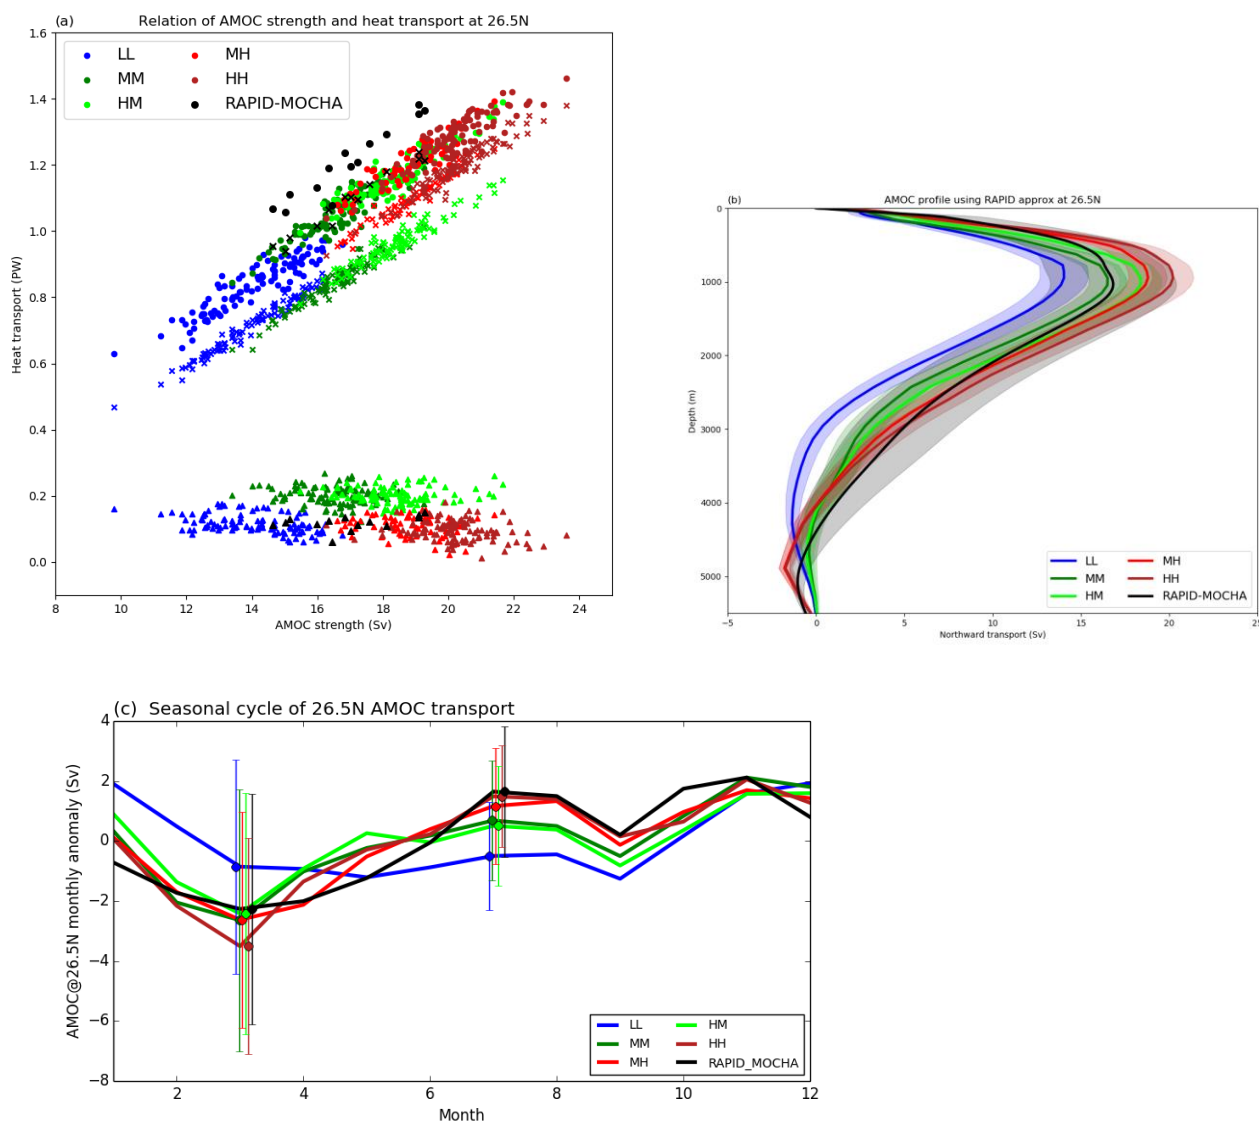 (a) Relation of AMOC strength and heat transport at 26.5N
LL MH
MM HH
HM RAPID-MOCHA
Heat transport (PW)
1.6
1.4
1.2
1.0
0.8
0.6
0.4
0.2
0.0
8 10 12 14 16 18 20 22 24
AMOC strength (Sv)
(b) AMOC profile using RAPID approx at 26.5N
Depth (m)
0
1000
2000
3000
4000
5000
LL MH
MM HH
HM RAPID-MOCHA
−5 0 5 10 15 20 25
Northward transport (Sv)
(c) Seasonal cycle of 26.5N AMOC transport
AMOC@26.5N monthly anomaly (Sv)
4
2
0
−2
−4
−6
−8
LL HM
MM HH
MH RAPID_MOCHA
2 4 6 8 10 12
Month